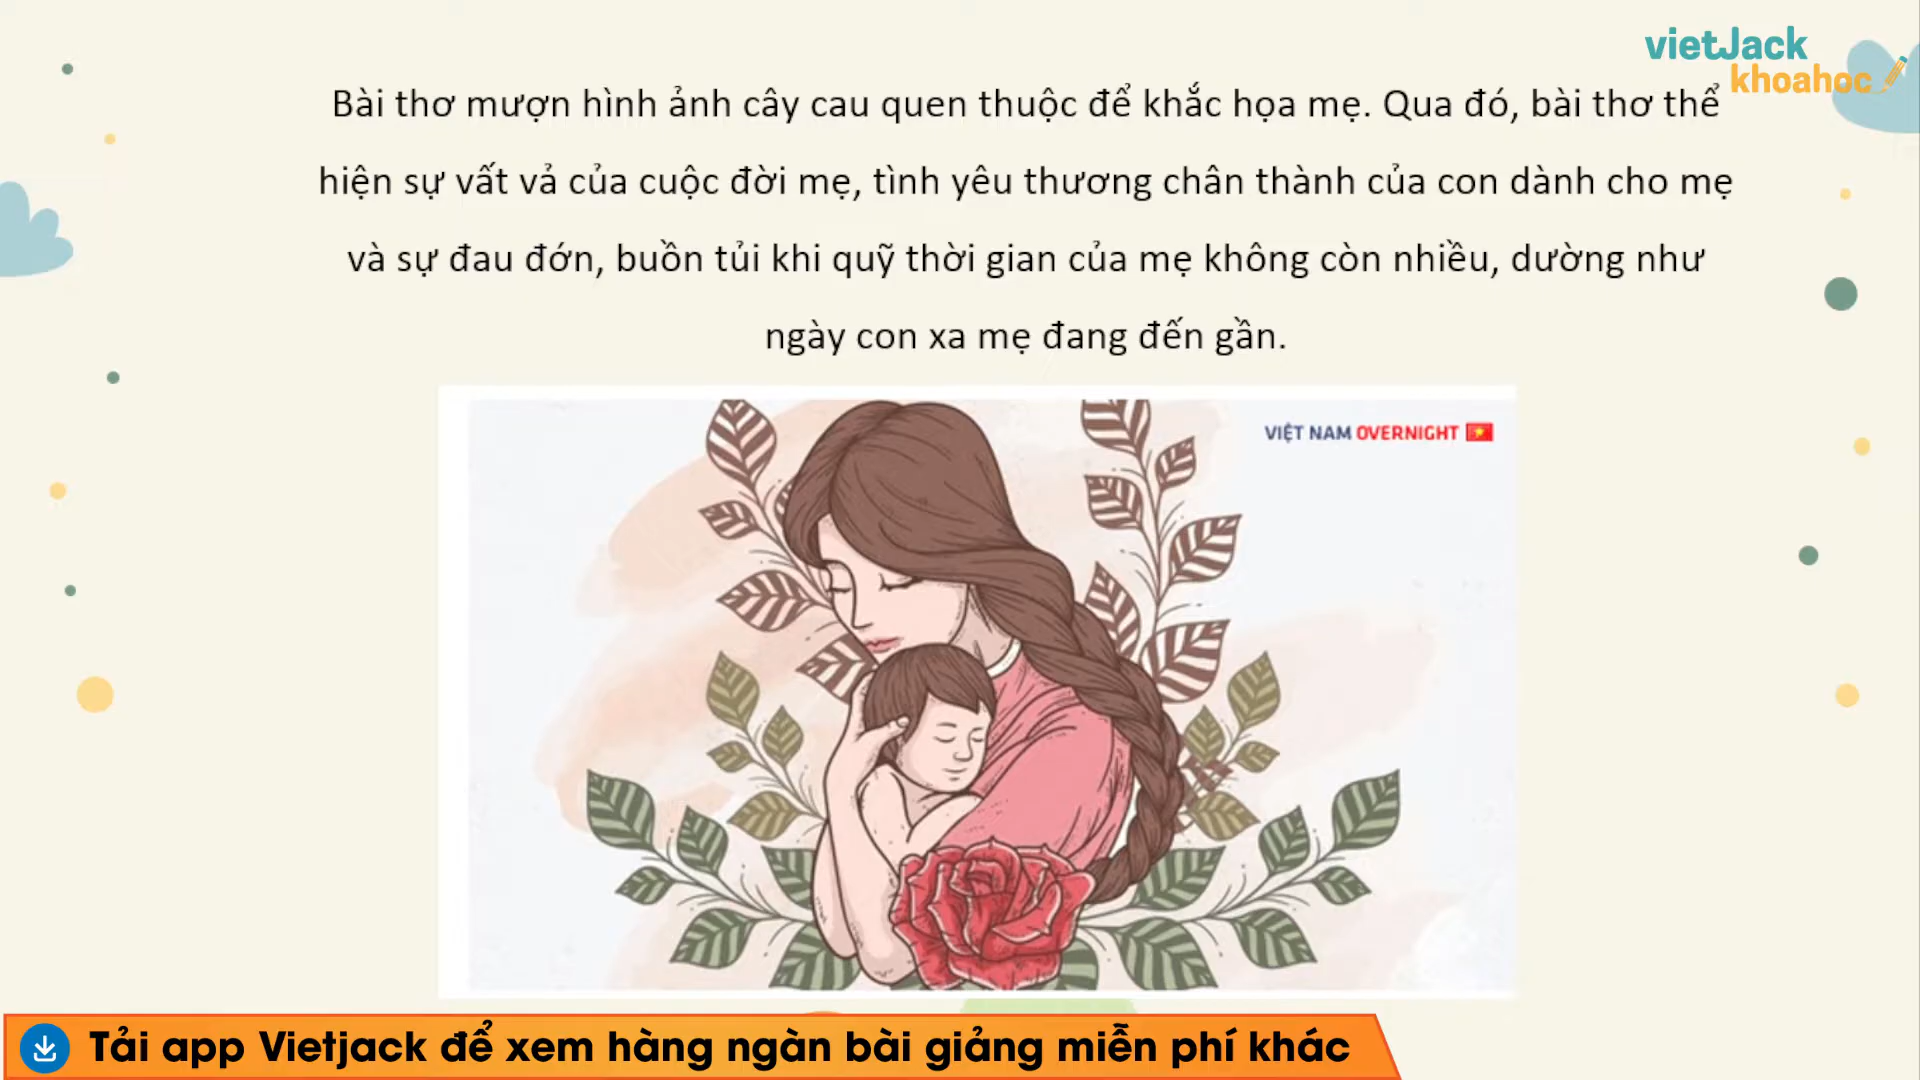 vietJack
khoahoc
Bài thơ mượn hình ảnh cây cau quen thuộc để khắc họa mẹ. Qua đó, bài thơ thể
hiện sự vất vả của cuộc đời mẹ, tình yêu thương chân thành của con dành cho mẹ
và sự đau đớn, buồn tủi khi quỹ thời gian của mẹ không còn nhiều, dường như
ngày con xa mẹ đang đến gần.
VIỆT NAM OVERNIGHT
Tải app Vietjack để xem hàng ngàn bài giảng miễn phí khác